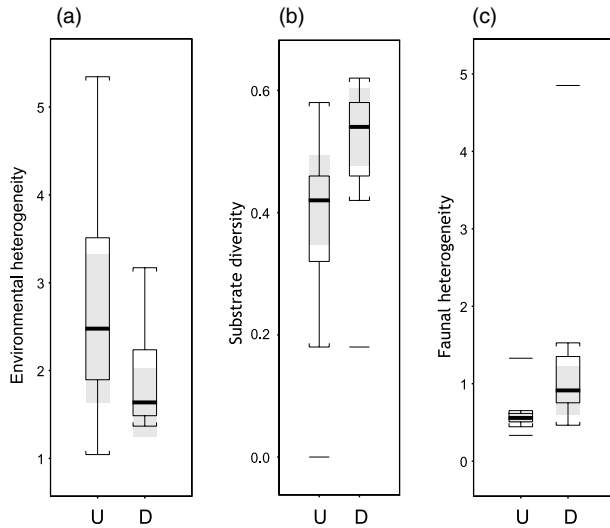 (a)
(b)
(c)
Environmental heterogeneity
5
4
3
2
1
U D
Substrate diversity
0.6
0.4
0.2
0.0
U D
Faunal heterogeneity
5
4
3
2
1
0
U D